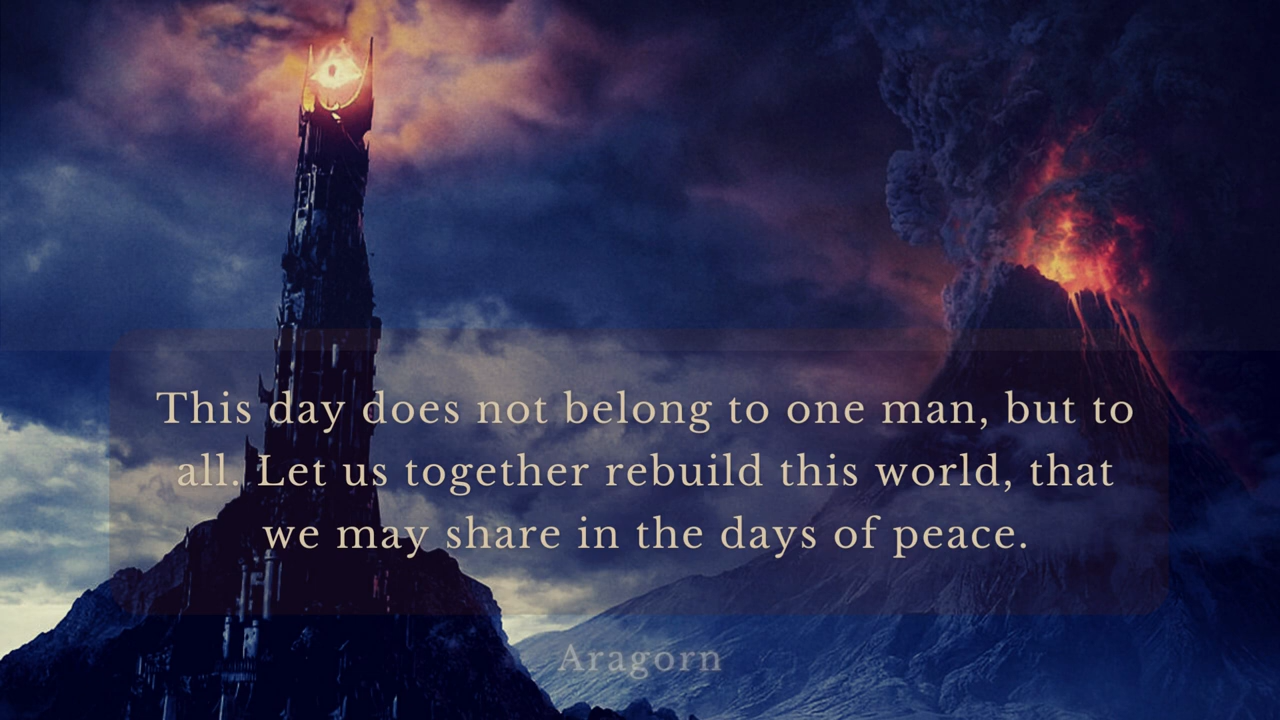 This day does not belong to one man, but to
all. Let us together rebuild this world, that
we may share in the days of peace.
Aragorn